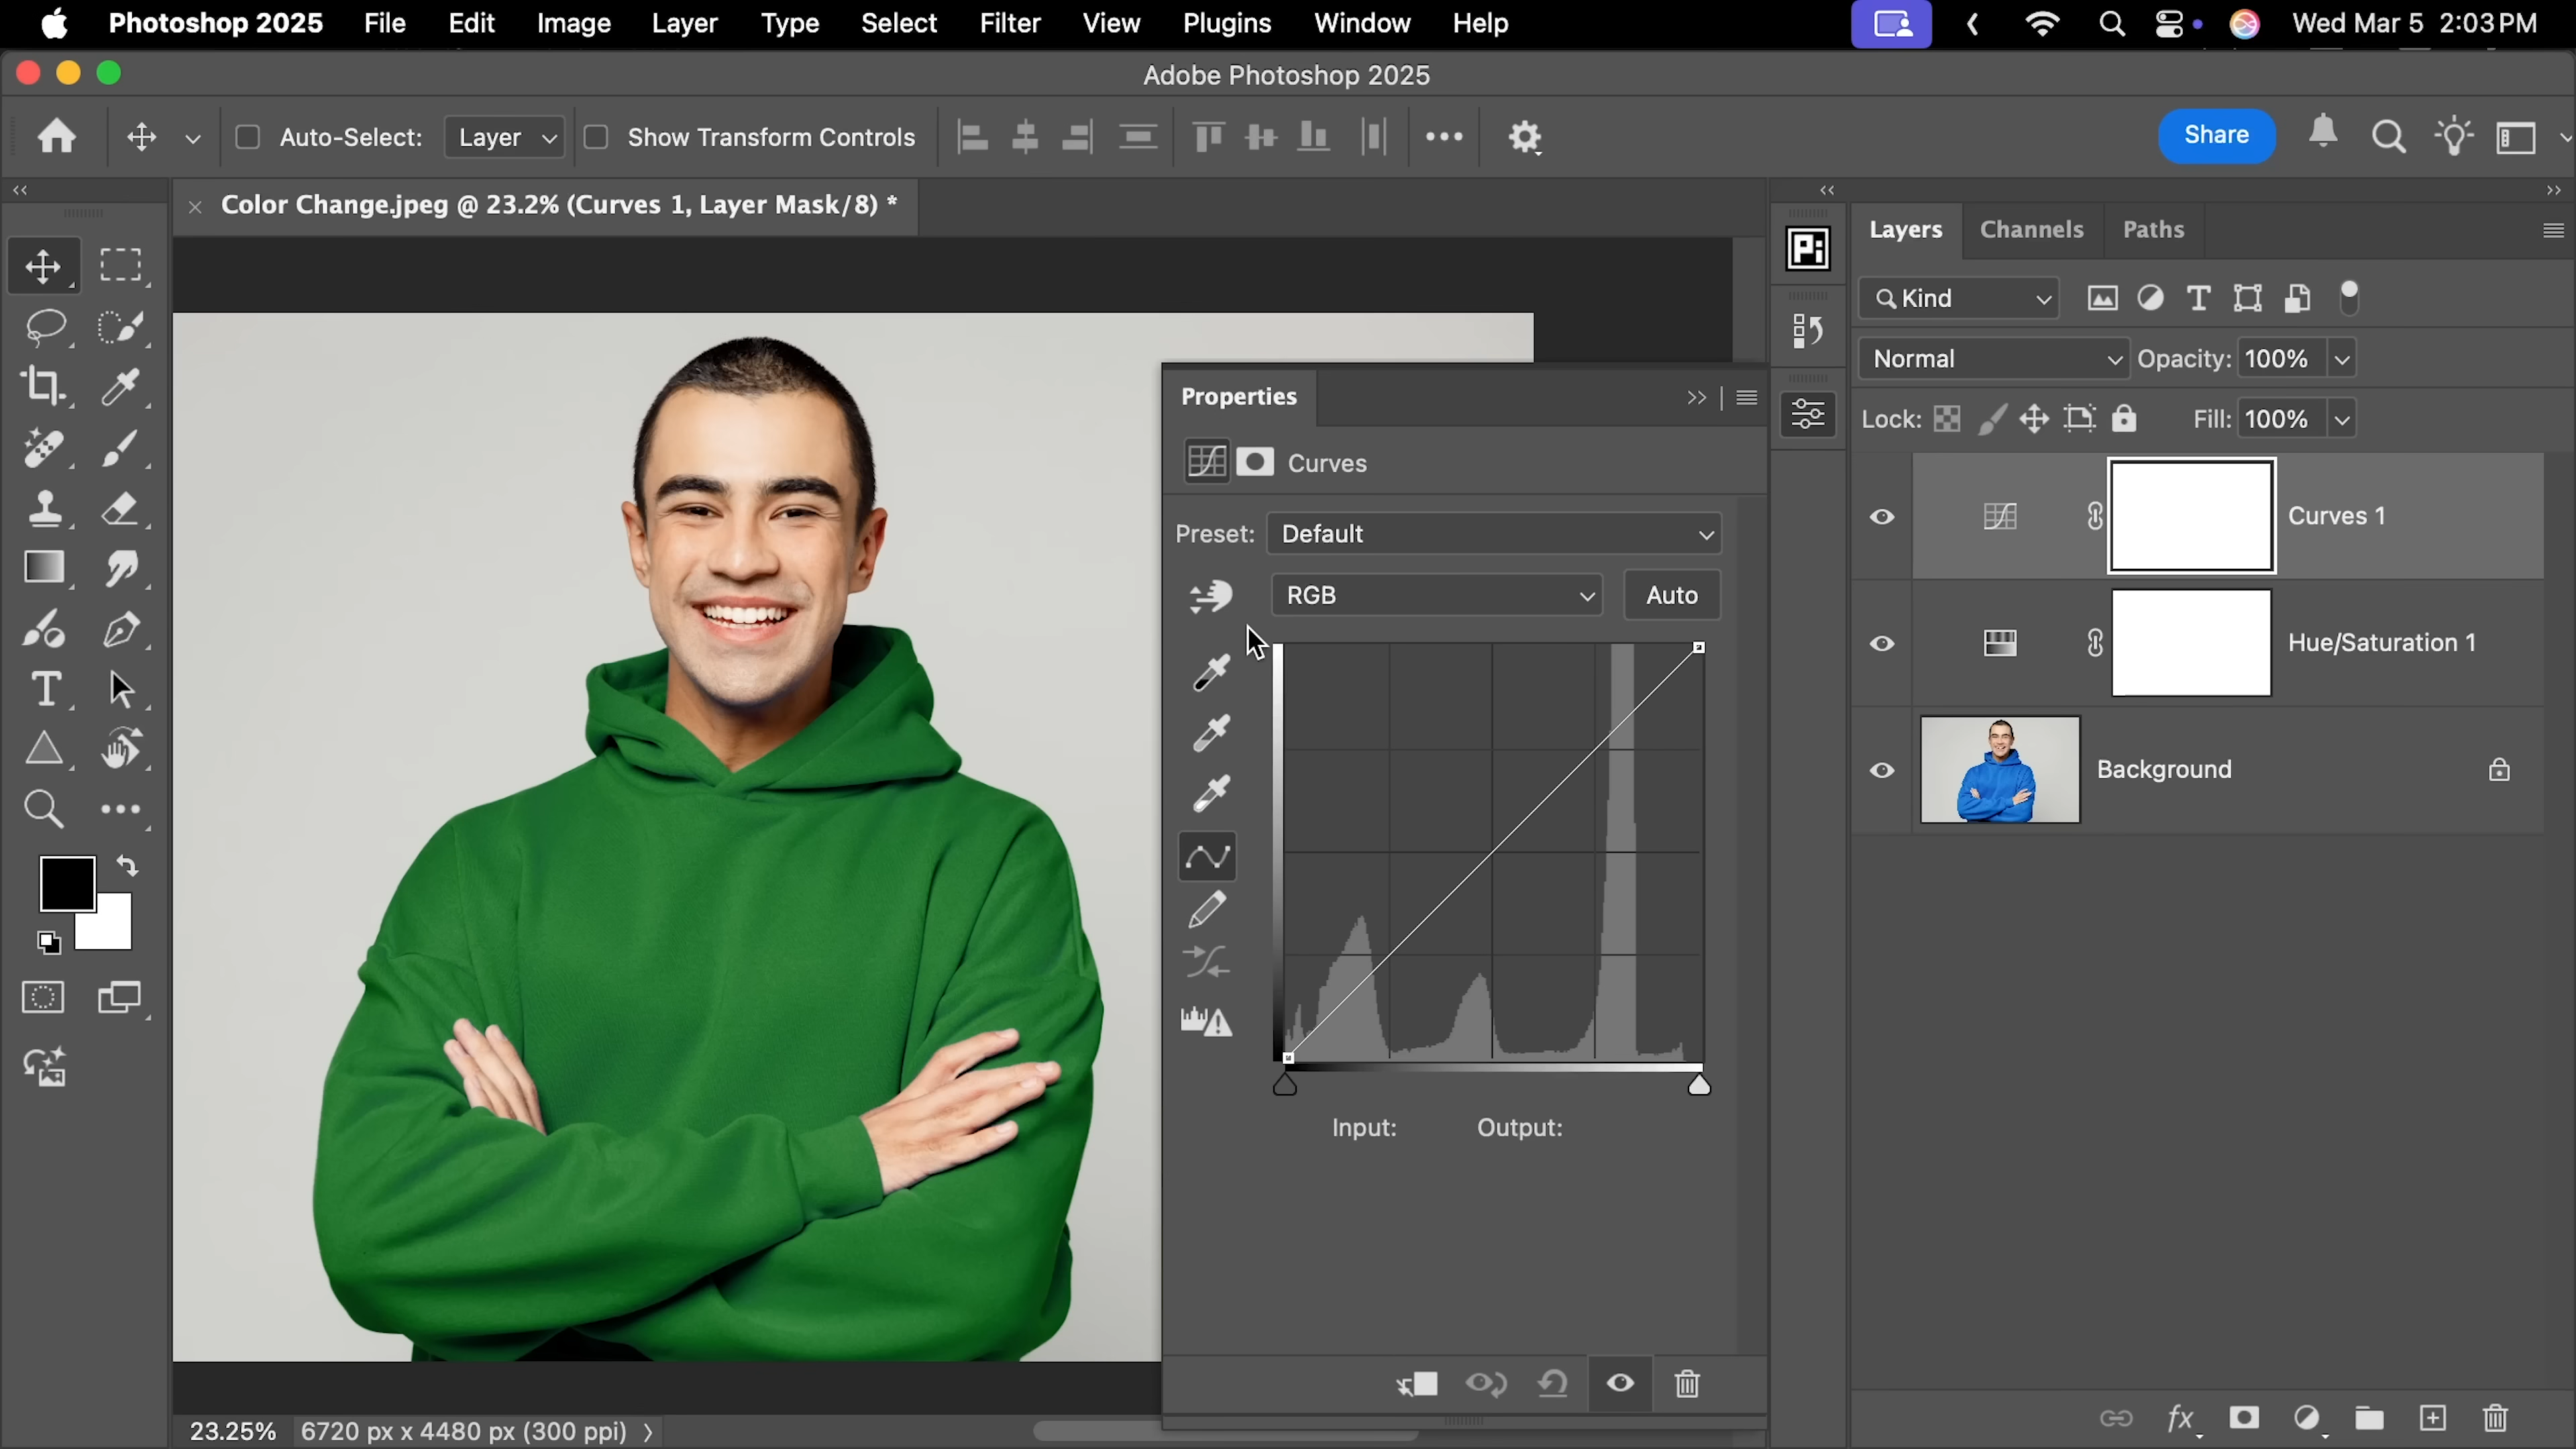 Photoshop 2025 File Edit Image Layer Type Select Filter View Plugins Window Help Wed Mar 5 2:03 PM
Adobe Photoshop 2025
Auto-Select: Layer Show Transform Controls Share
Color Change.jpeg @ 23.2% (Curves 1, Layer Mask/8) *
Properties
Curves
Preset: Default
RGB Auto
Input: Output:
23.25% 6720 px x 4480 px (300 ppi)
Pi
Layers Channels Paths
Kind
Normal Opacity: 100%
Lock: Fill: 100%
Curves 1
Hue/Saturation 1
Background
fx